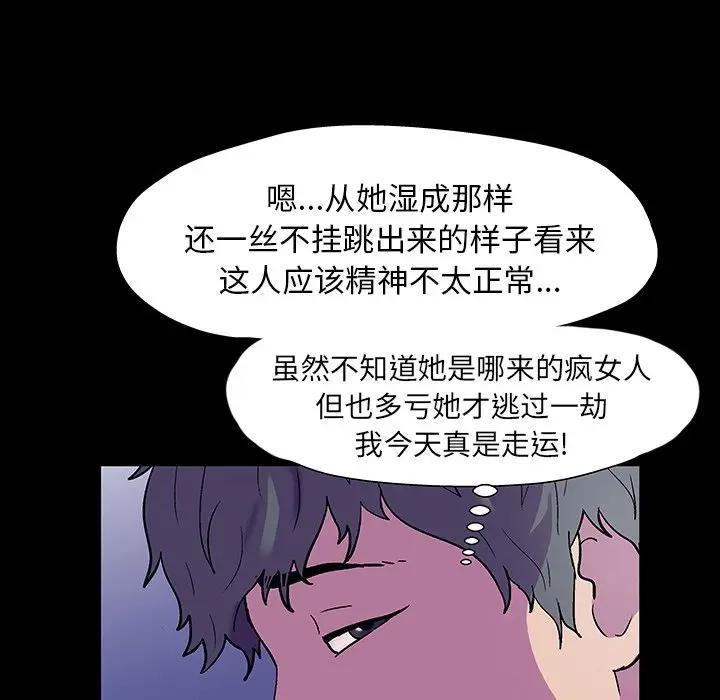 嗯...从她湿成那样
还一丝不挂跳出来的样子看来
这人应该精神不太正常...
虽然不知道她是哪来的疯女人
但也多亏她才逃过一劫
我今天真是走运!